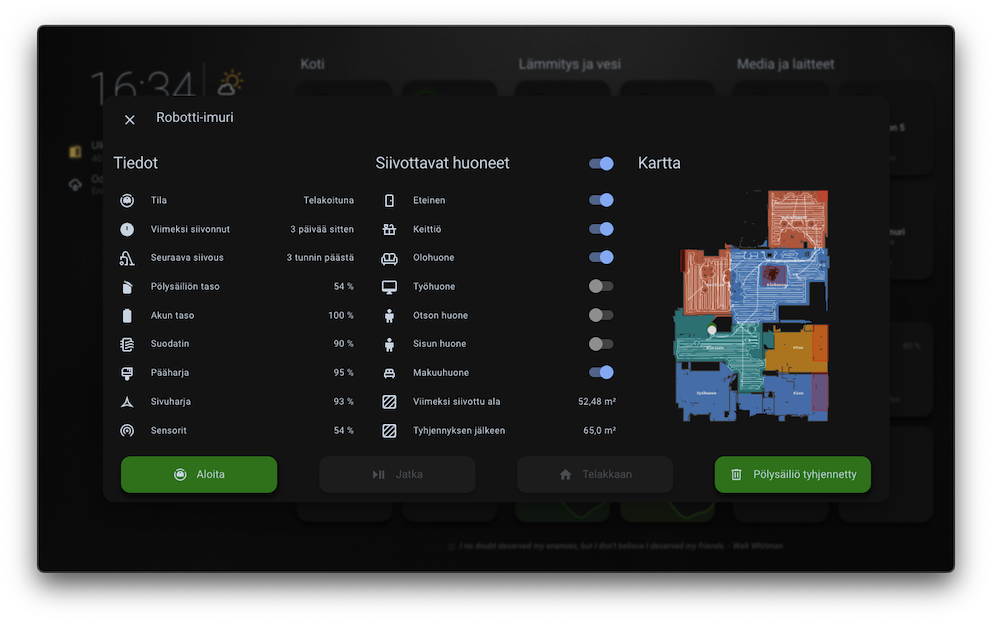 Koti
Lämmitys ja vesi
Media ja laitteet
16:34
Robotti-imuri
Tiedot
Tila Telakoituna
Viimeksi siivonnut 3 päivää sitten
Seuraava siivous 3 tunnin päästä
Pölysäiliön taso 54 %
Akun taso 100 %
Suodatin 90 %
Pääharja 95 %
Sivuharja 93 %
Sensorit 54 %
Siivottavat huoneet
Eteinen
Keittiö
Olohuone
Työhuone
Otson huone
Sisun huone
Makuuhuone
Viimeksi siivottu ala 52,48 m²
Tyhjennyksen jälkeen 65,0 m²
Kartta
Aloita
Jatka
Telakkaan
Pölysäiliö tyhjennetty
I no doubt deserved my enemies, but I don't believe I deserved my friends. - Walt Whitman